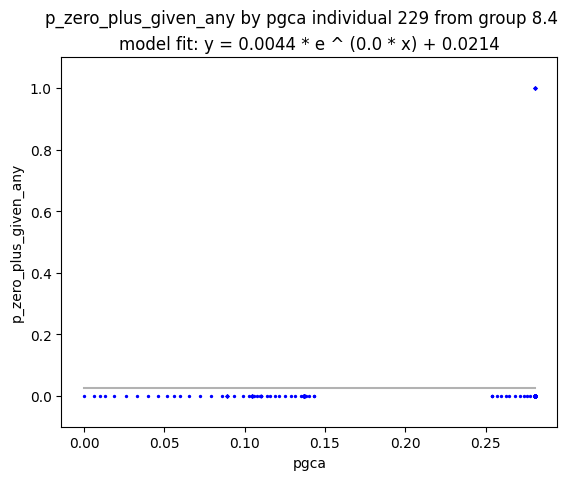 p_zero_plus_given_any by pgca individual 229 from group 8.4
model fit: y = 0.0044 * e ^ (0.0 * x) + 0.0214
1.0
0.8
0.6
0.4
0.2
0.0
p_zero_plus_given_any
0.00 0.05 0.10 0.15 0.20 0.25
pgca